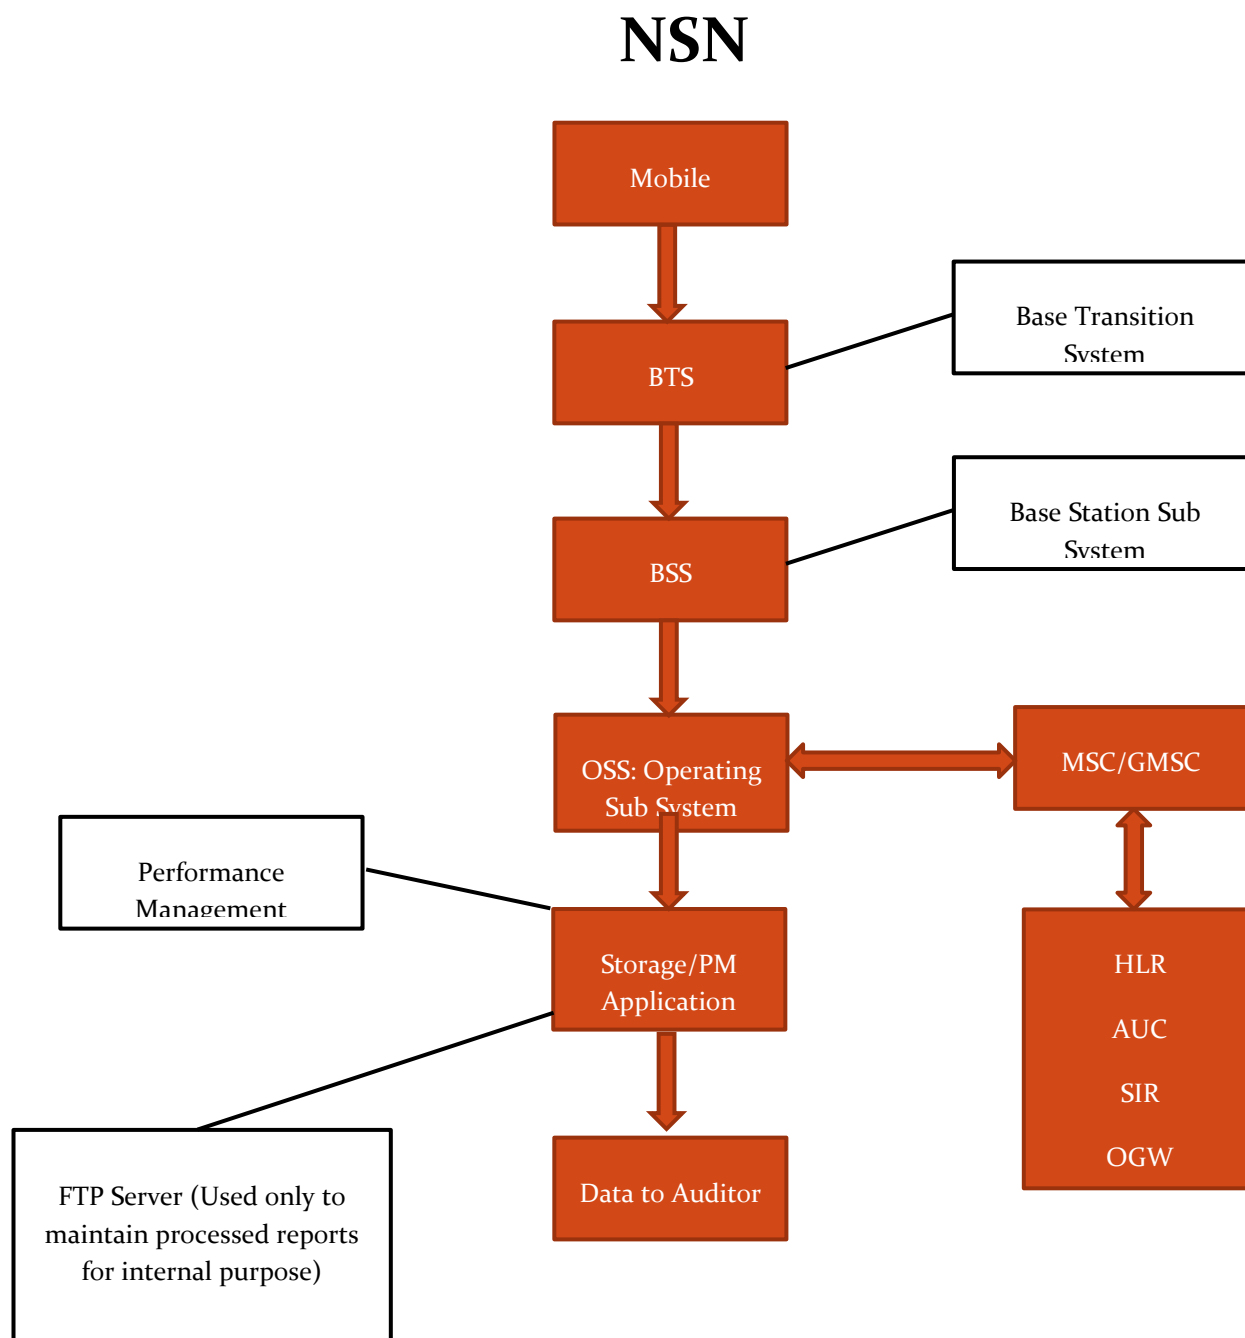 NSN
Mobile
Base Transition
System
BTS
Base Station Sub
System
BSS
OSS: Operating
Sub System
MSC/GMSC
Performance
Management
Storage/PM
Application
HLR
AUC
SIR
OGW
Data to Auditor
FTP Server (Used only to
maintain processed reports
for internal purpose)